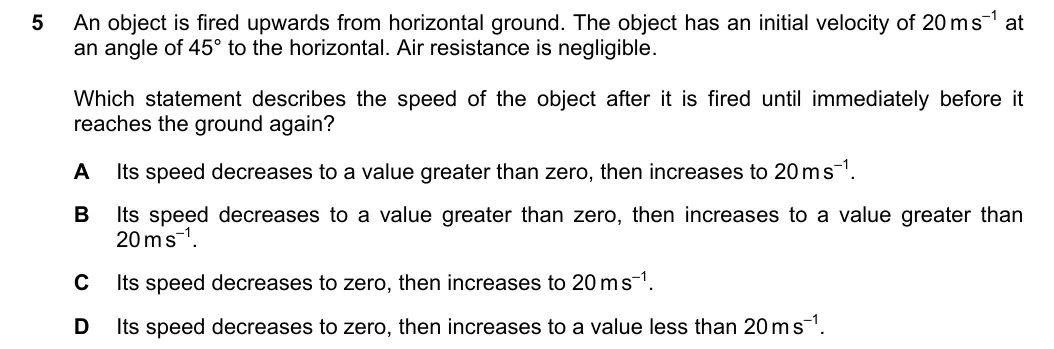 5 An object is fired upwards from horizontal ground. The object has an initial velocity of 20 m s⁻¹ at
an angle of 45° to the horizontal. Air resistance is negligible.
Which statement describes the speed of the object after it is fired until immediately before it
reaches the ground again?
A Its speed decreases to a value greater than zero, then increases to 20 m s⁻¹.
B Its speed decreases to a value greater than zero, then increases to a value greater than
20 m s⁻¹.
C Its speed decreases to zero, then increases to 20 m s⁻¹.
D Its speed decreases to zero, then increases to a value less than 20 m s⁻¹.